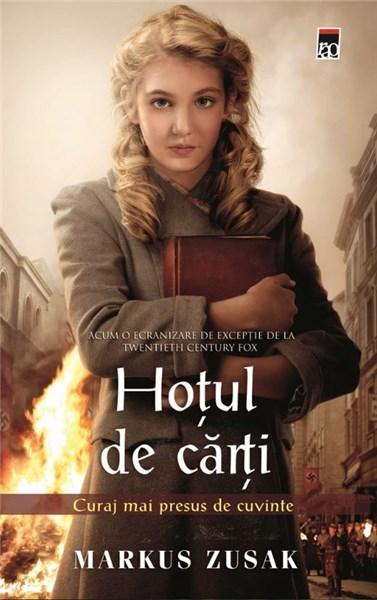 rao
ACUM O ECRANIZARE DE EXCEPȚIE DE LA
TWENTIETH CENTURY FOX
Hoțul
de cărți
Curaj mai presus de cuvinte
MARKUS ZUSAK